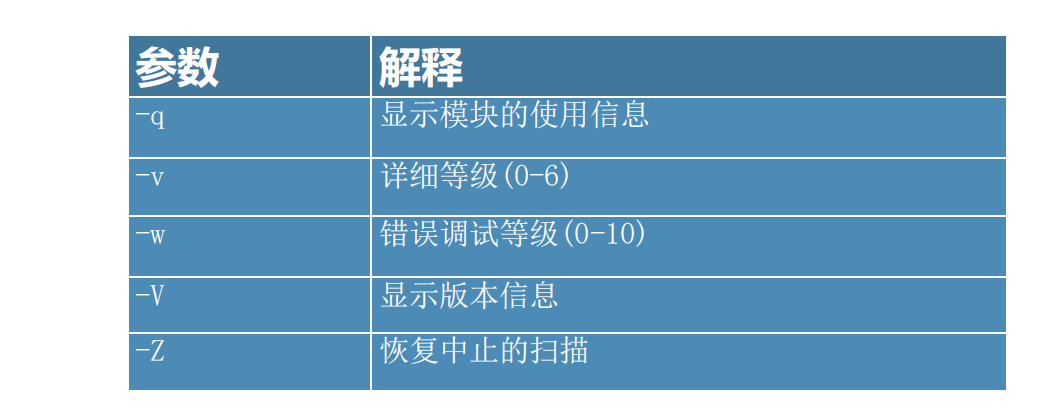 参数 解释
-q 显示模块的使用信息
-v 详细等级(0-6)
-w 错误调试等级(0-10)
-V 显示版本信息
-Z 恢复中止的扫描